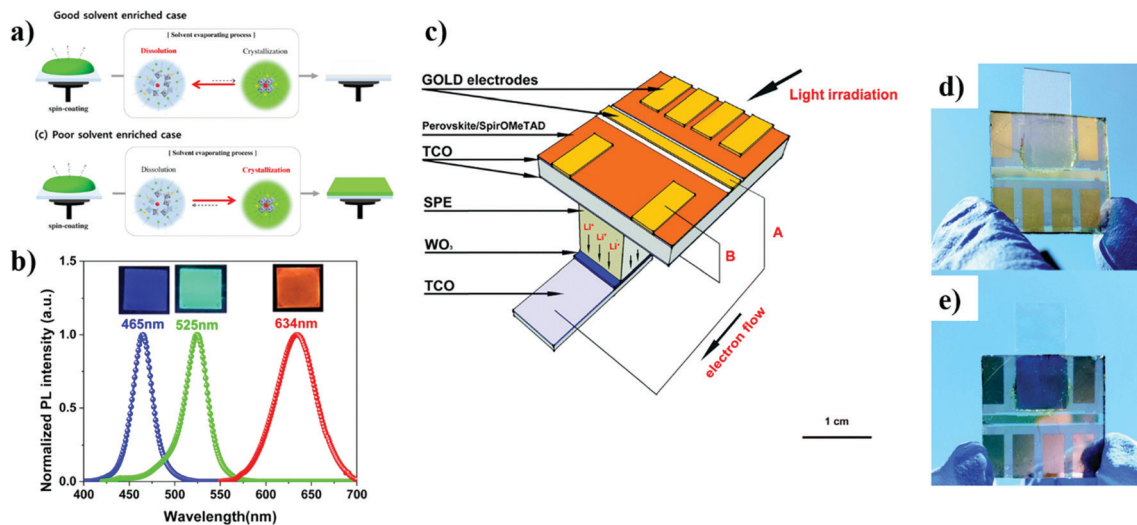 a)
Good solvent enriched case
[ Solvent evaporating process ]
Dissolution
Crystallization
spin-coating
(c) Poor solvent enriched case
[ Solvent evaporating process ]
Dissolution
Crystallization
spin-coating
b)
Normalized PL intensity (a.u.)
1.5
1.0
0.5
0.0
465nm
525nm
634nm
400 450 500 550 600 650 700
Wavelength(nm)
c)
GOLD electrodes
Light irradiation
Perovskite/SpirOMeTAD
TCO
SPE
Li⁺ Li⁺
Li⁺ Li⁺
WO₃
TCO
A
B
electron flow
1 cm
d)
e)